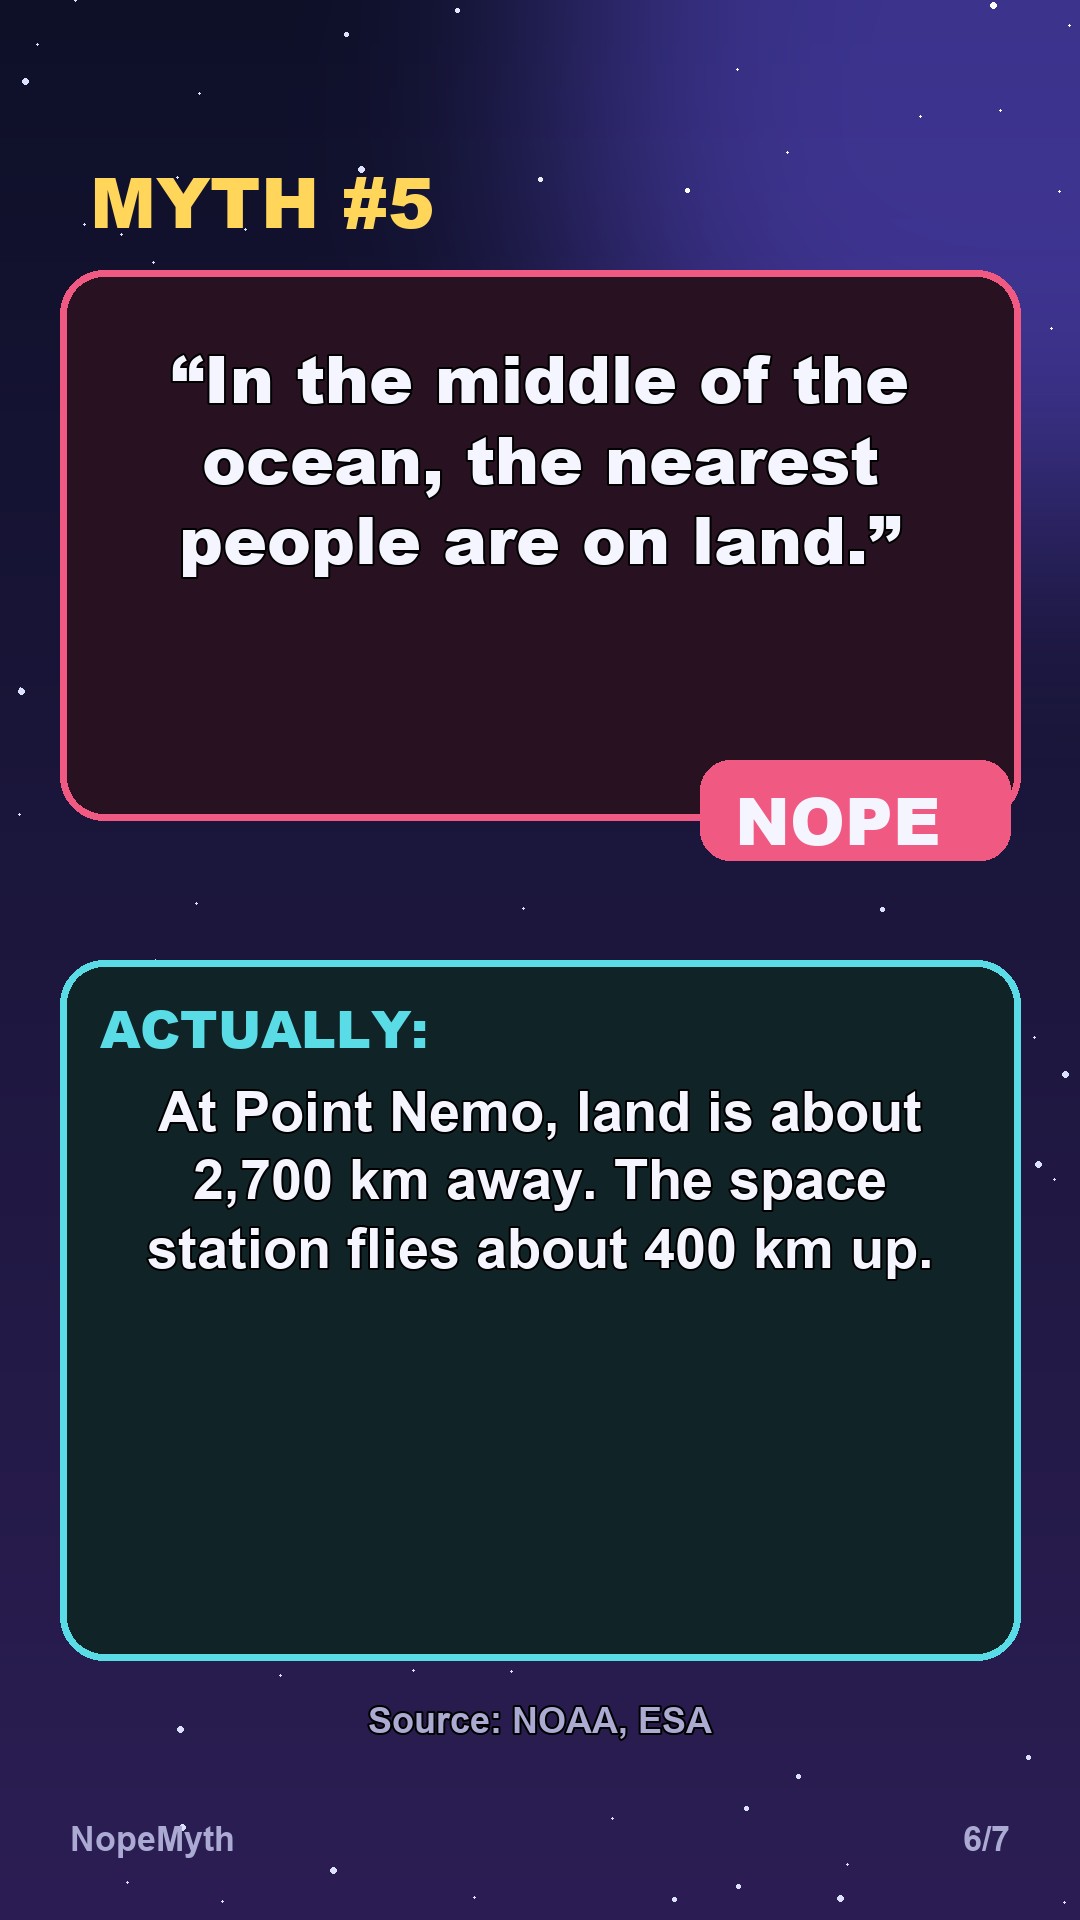 MYTH #5
“In the middle of the
ocean, the nearest
people are on land.”
NOPE
ACTUALLY:
At Point Nemo, land is about
2,700 km away. The space
station flies about 400 km up.
Source: NOAA, ESA
NopeMyth
6/7